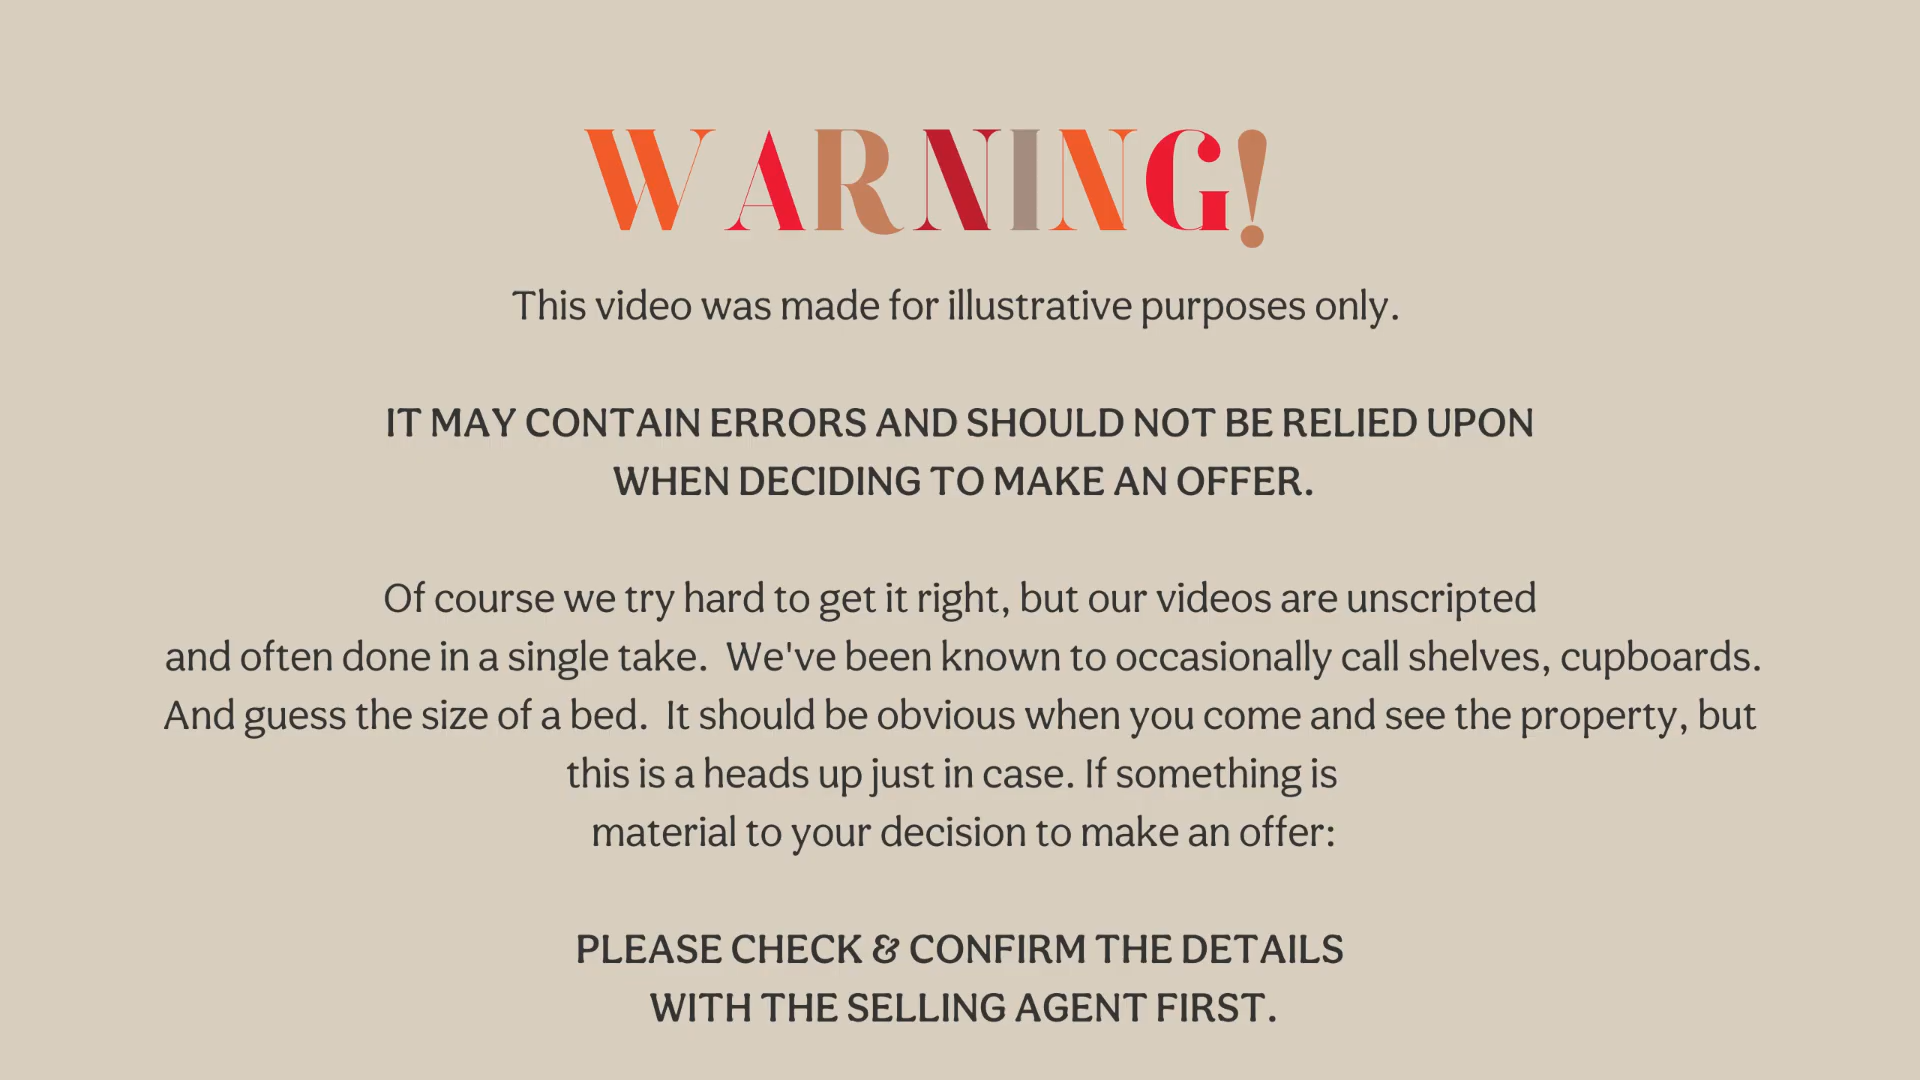 WARNING!
This video was made for illustrative purposes only.
IT MAY CONTAIN ERRORS AND SHOULD NOT BE RELIED UPON
WHEN DECIDING TO MAKE AN OFFER.
Of course we try hard to get it right, but our videos are unscripted
and often done in a single take.  We've been known to occasionally call shelves, cupboards.
And guess the size of a bed.  It should be obvious when you come and see the property, but
this is a heads up just in case. If something is
material to your decision to make an offer:
PLEASE CHECK & CONFIRM THE DETAILS
WITH THE SELLING AGENT FIRST.